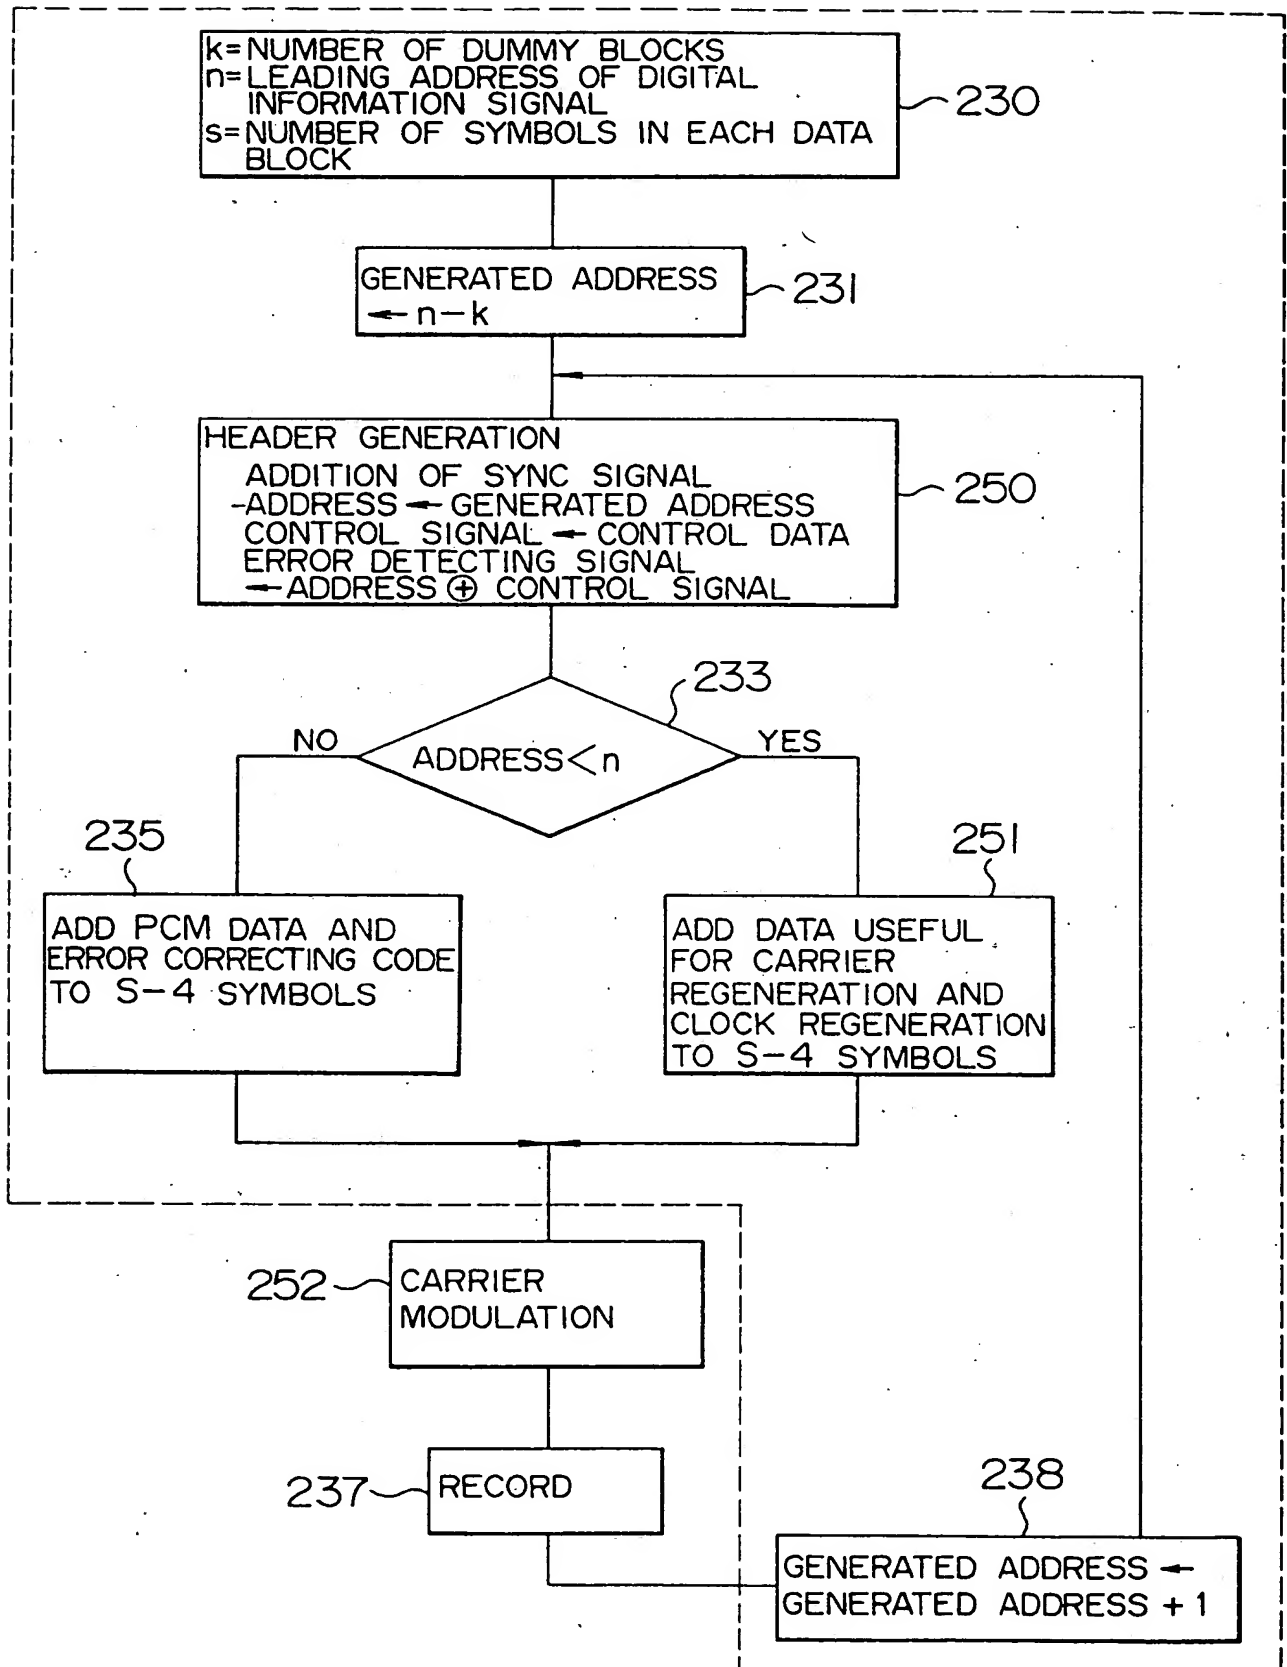 k=NUMBER OF DUMMY BLOCKS
n=LEADING ADDRESS OF DIGITAL
INFORMATION SIGNAL
s=NUMBER OF SYMBOLS IN EACH DATA
BLOCK
230
GENERATED ADDRESS
← n-k
231
HEADER GENERATION
ADDITION OF SYNC SIGNAL
-ADDRESS ← GENERATED ADDRESS
CONTROL SIGNAL ← CONTROL DATA
ERROR DETECTING SIGNAL
← ADDRESS ⊕ CONTROL SIGNAL
250
233
NO
ADDRESS<n
YES
235
251
ADD PCM DATA AND
ERROR CORRECTING CODE
TO S-4 SYMBOLS
ADD DATA USEFUL
FOR CARRIER
REGENERATION AND
CLOCK REGENERATION
TO S-4 SYMBOLS
252
CARRIER
MODULATION
237
RECORD
238
GENERATED ADDRESS ←
GENERATED ADDRESS +1